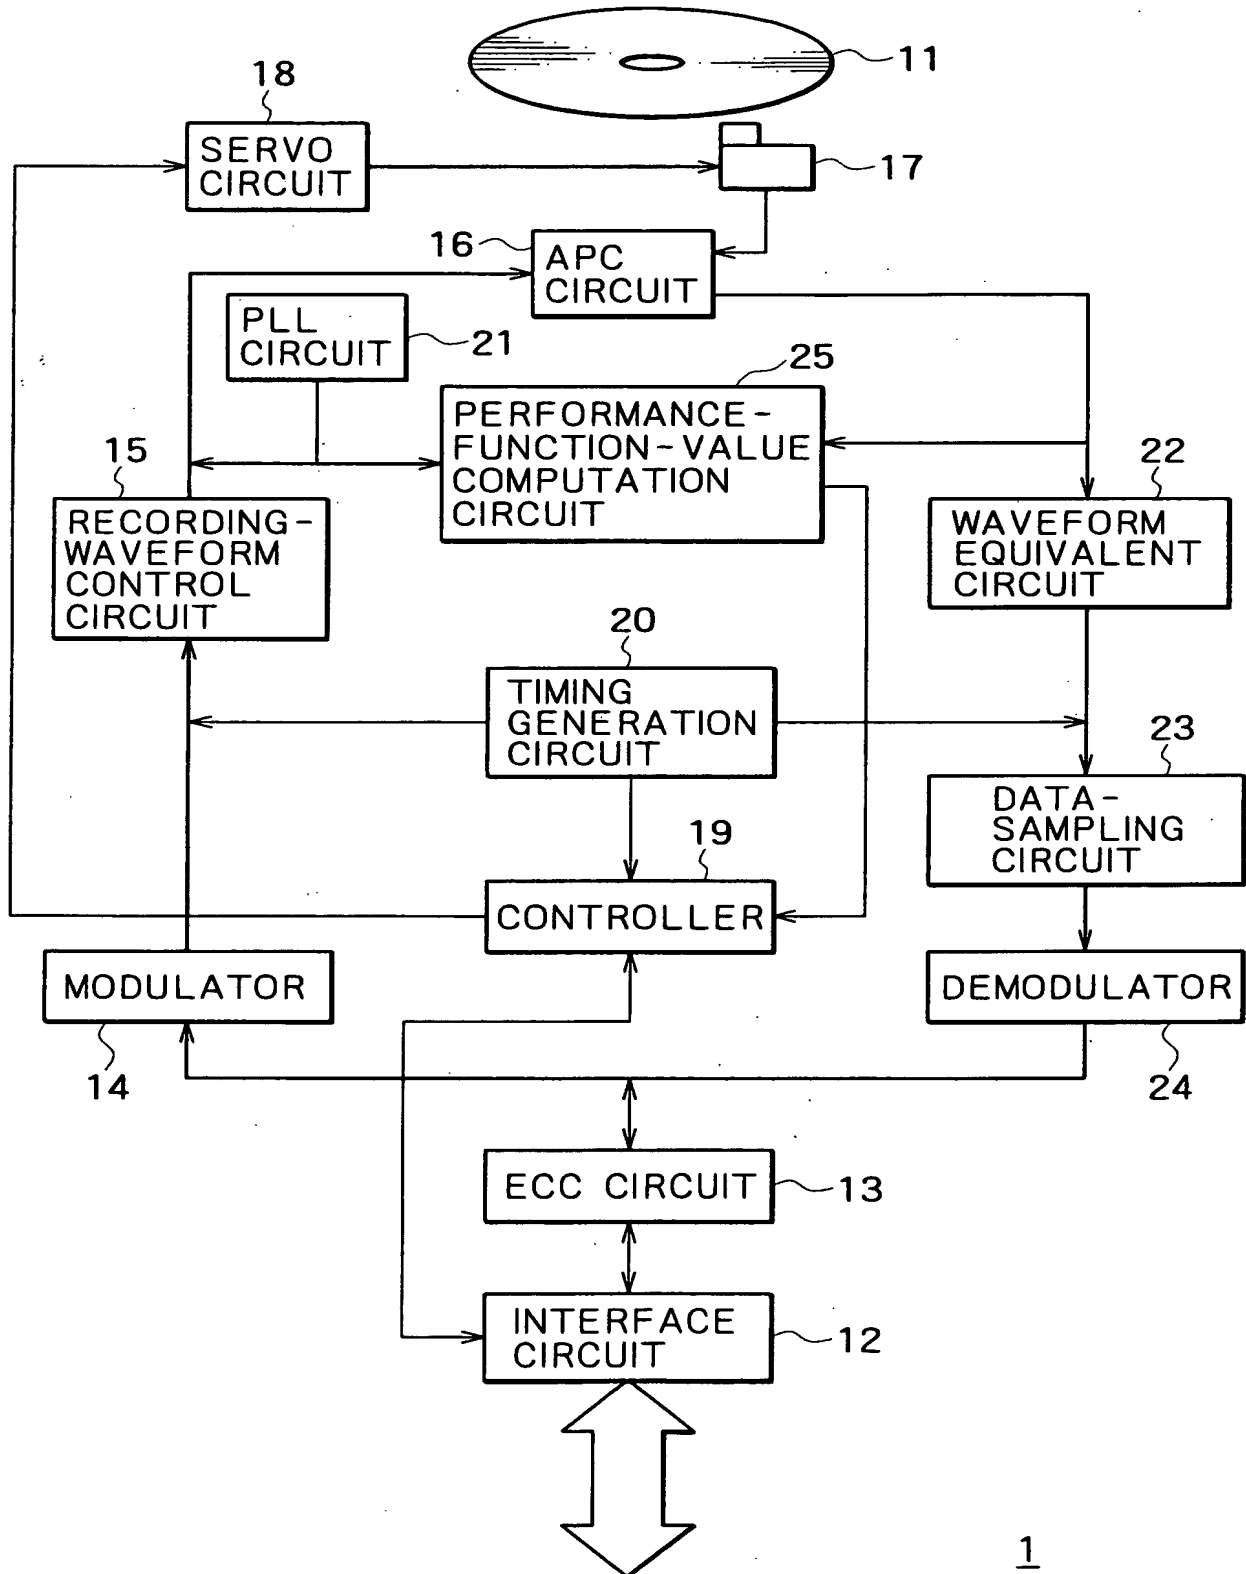 11
18
SERVO
CIRCUIT
17
16
APC
CIRCUIT
PLL
CIRCUIT
21
25
PERFORMANCE-
FUNCTION-VALUE
COMPUTATION
CIRCUIT
15
RECORDING-
WAVEFORM
CONTROL
CIRCUIT
22
WAVEFORM
EQUIVALENT
CIRCUIT
20
TIMING
GENERATION
CIRCUIT
23
DATA-
SAMPLING
CIRCUIT
19
CONTROLLER
MODULATOR
14
DEMODULATOR
24
ECC CIRCUIT
13
INTERFACE
CIRCUIT
12
1